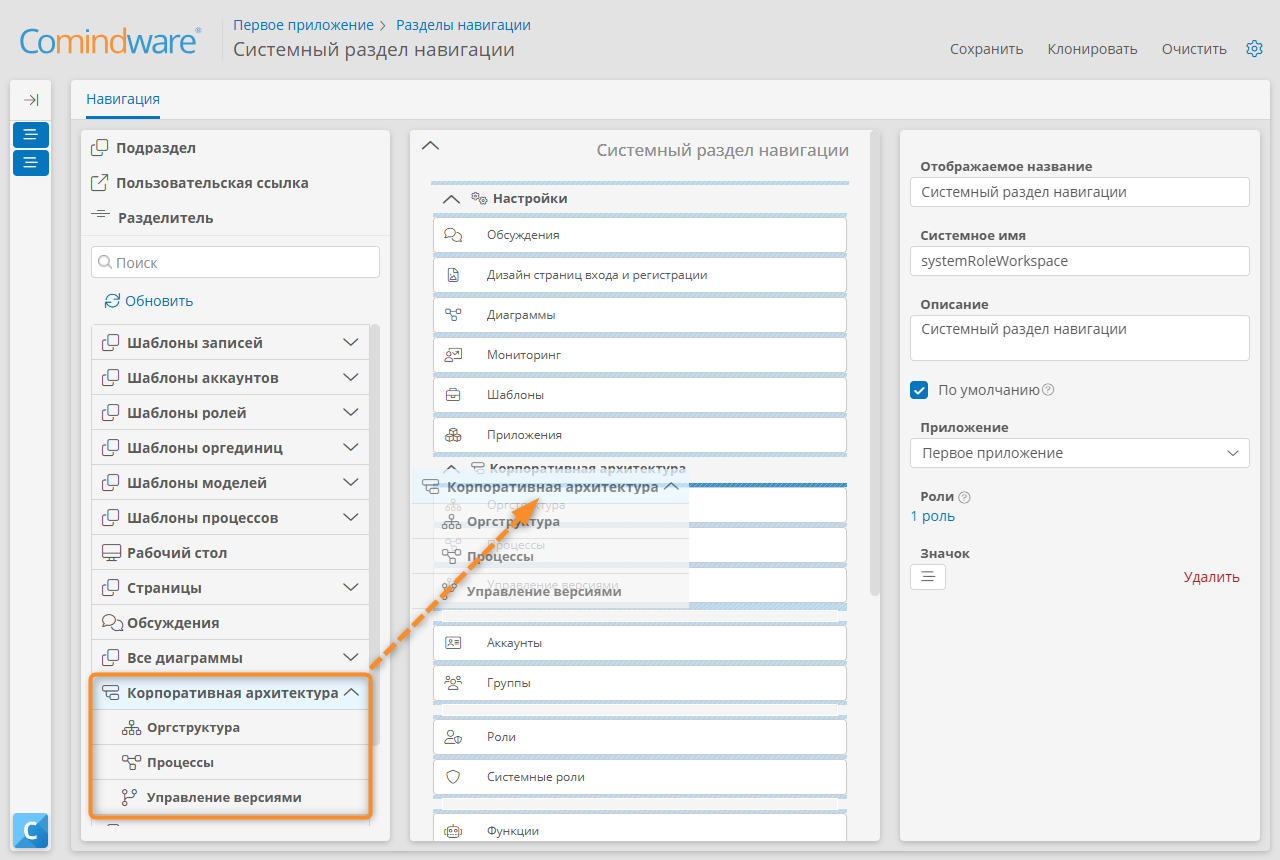 Comindware®
Первое приложение > Разделы навигации
Системный раздел навигации
Сохранить Клонировать Очистить
Навигация
Подраздел
Пользовательская ссылка
Разделитель
Поиск
Обновить
Шаблоны записей
Шаблоны аккаунтов
Шаблоны ролей
Шаблоны оргединиц
Шаблоны моделей
Шаблоны процессов
Рабочий стол
Страницы
Обсуждения
Все диаграммы
Корпоративная архитектура
Оргструктура
Процессы
Управление версиями
C
Системный раздел навигации
Настройки
Обсуждения
Дизайн страниц входа и регистрации
Диаграммы
Мониторинг
Шаблоны
Приложения
Корпоративная архитектура
Корпоративная архитектура
Оргструктура
Оргструктура
Процессы
Процессы
Управление версиями
Управление версиями
Аккаунты
Группы
Роли
Системные роли
Функции
Отображаемое название
Системный раздел навигации
Системное имя
systemRoleWorkspace
Описание
Системный раздел навигации
По умолчанию
Приложение
Первое приложение
Роли
1 роль
Значок
Удалить